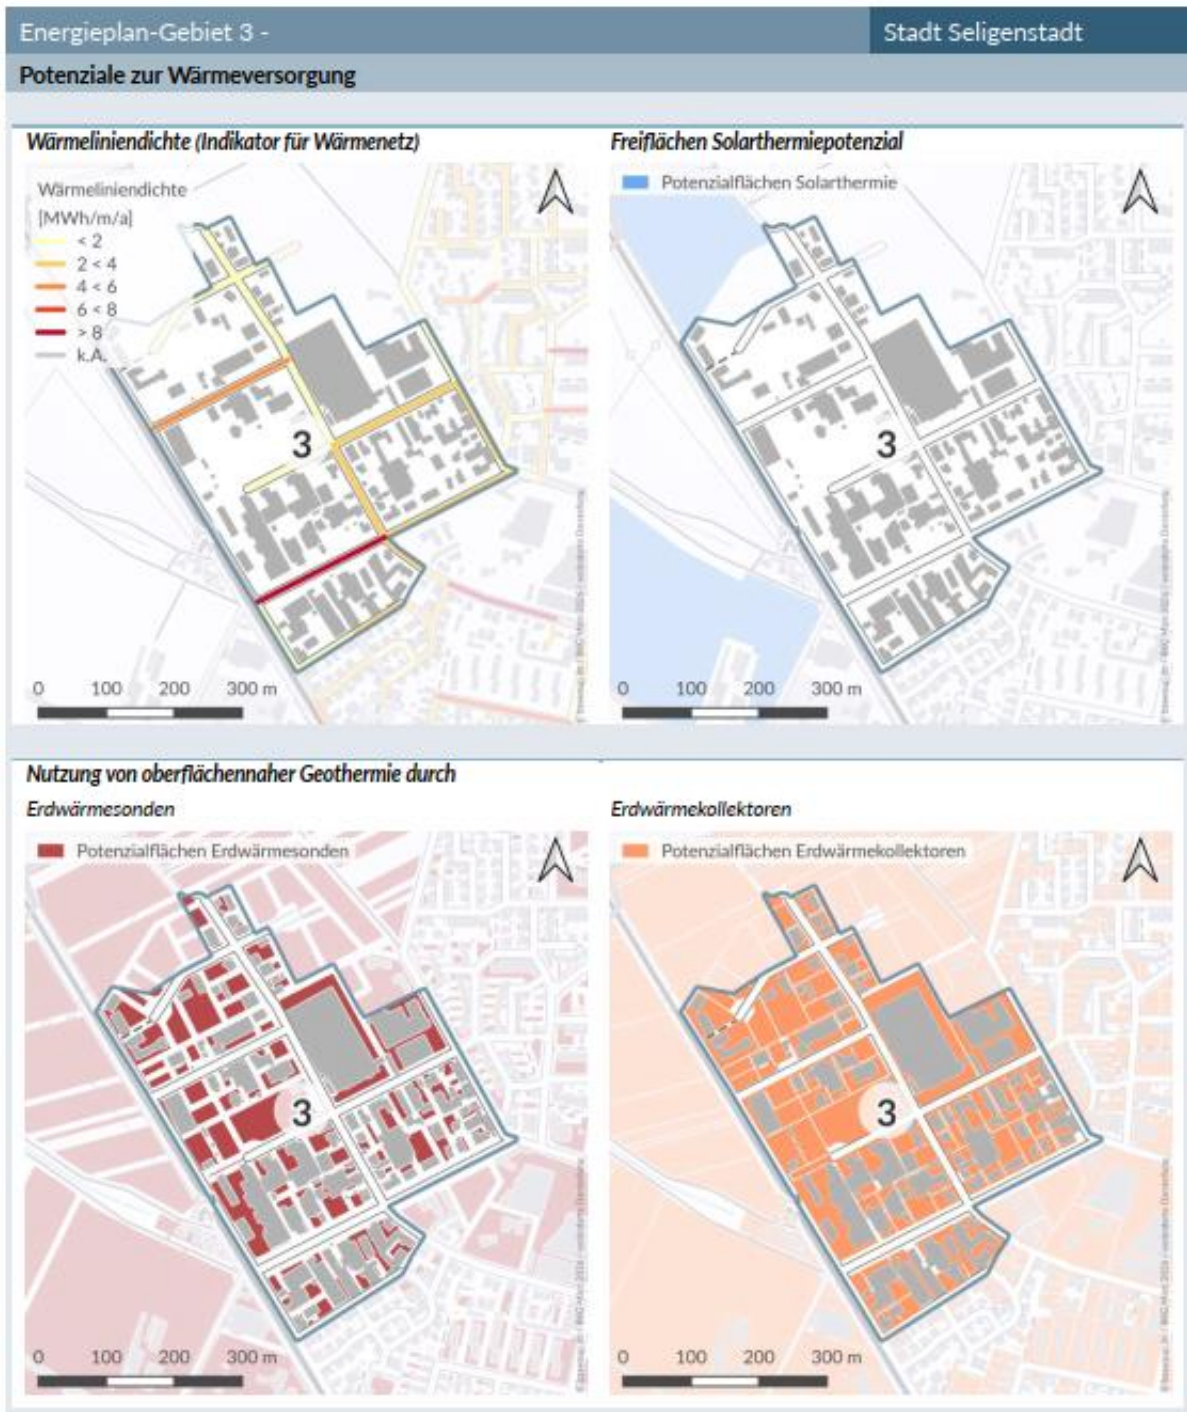 Energieplan-Gebiet 3 -
Stadt Seligenstadt
Potenziale zur Wärmeversorgung
Wärmeliniendichte (Indikator für Wärmenetz)
Wärmeliniendichte
[MWh/m/a]
< 2
2 < 4
4 < 6
6 < 8
> 8
k.A.
3
0 100 200 300 m
Freiflächen Solarthermiepotenzial
Potenzialflächen Solarthermie
3
0 100 200 300 m
Nutzung von oberflächennaher Geothermie durch
Erdwärmesonden
Potenzialflächen Erdwärmesonden
3
0 100 200 300 m
Erdwärmekollektoren
Potenzialflächen Erdwärmekollektoren
3
0 100 200 300 m